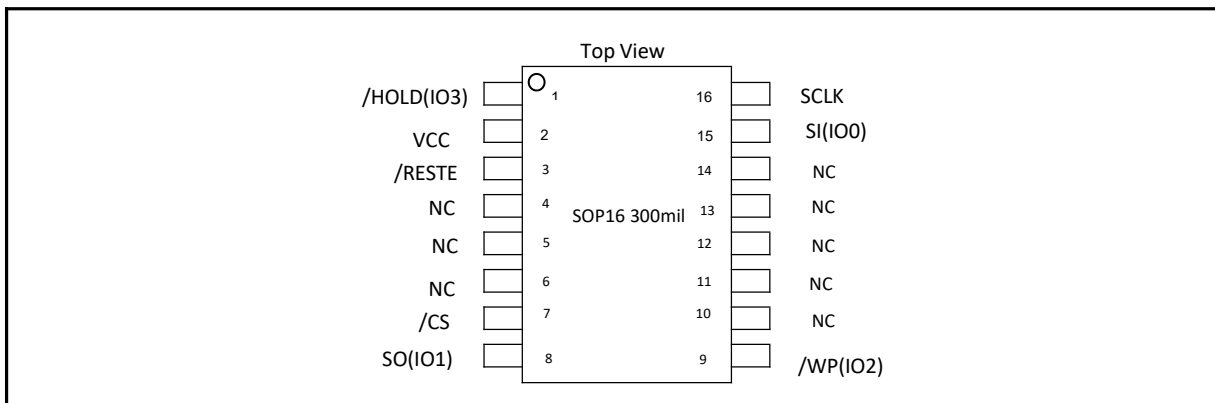 Top View
/HOLD(IO3) 1 16 SCLK
VCC 2 15 SI(IO0)
/RESTE 3 14 NC
NC 4 SOP16 300mil 13 NC
NC 5 12 NC
NC 6 11 NC
/CS 7 10 NC
SO(IO1) 8 9 /WP(IO2)